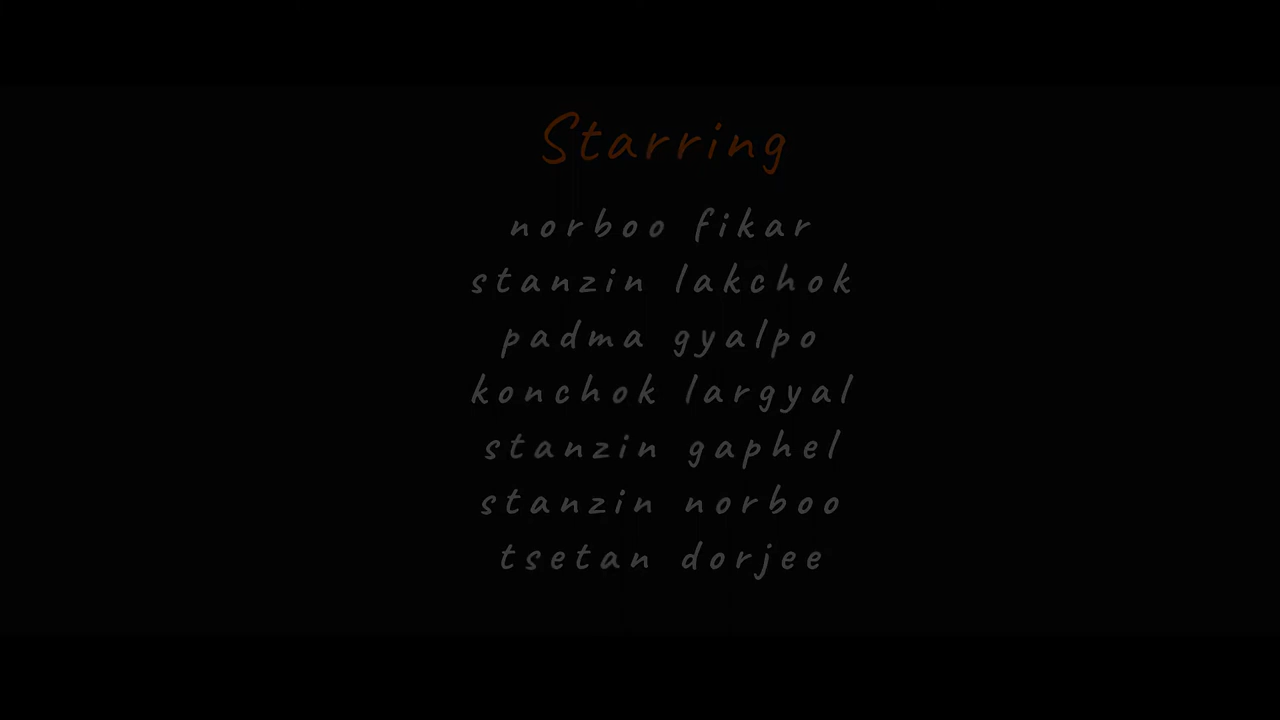 Starring
norboo fikar
stanzin lakchok
padma gyalpo
konchok largyal
stanzin gaphel
stanzin norboo
tsetan dorjee